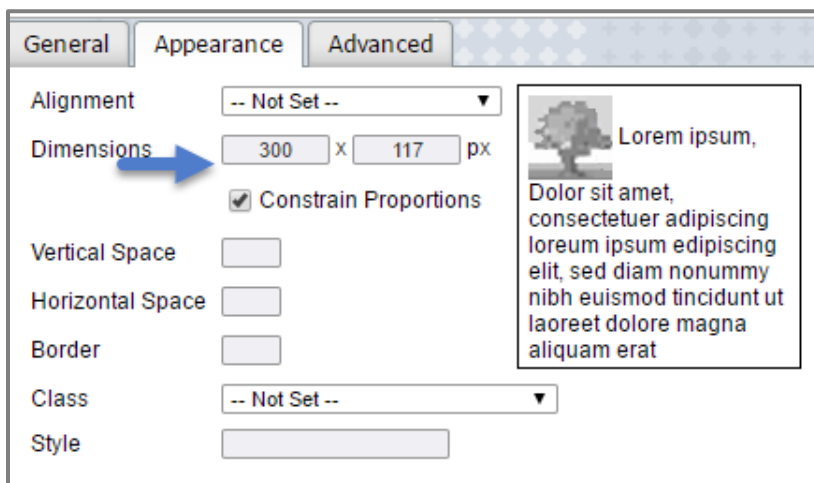 General Appearance Advanced
Alignment -- Not Set --
Dimensions 300 x 117 px
Constrain Proportions
Vertical Space
Horizontal Space
Border
Class -- Not Set --
Style
Lorem ipsum,
Dolor sit amet,
consectetuer adipiscing
loreum ipsum edipiscing
elit, sed diam nonummy
nibh euismod tincidunt ut
laoreet dolore magna
aliquam erat